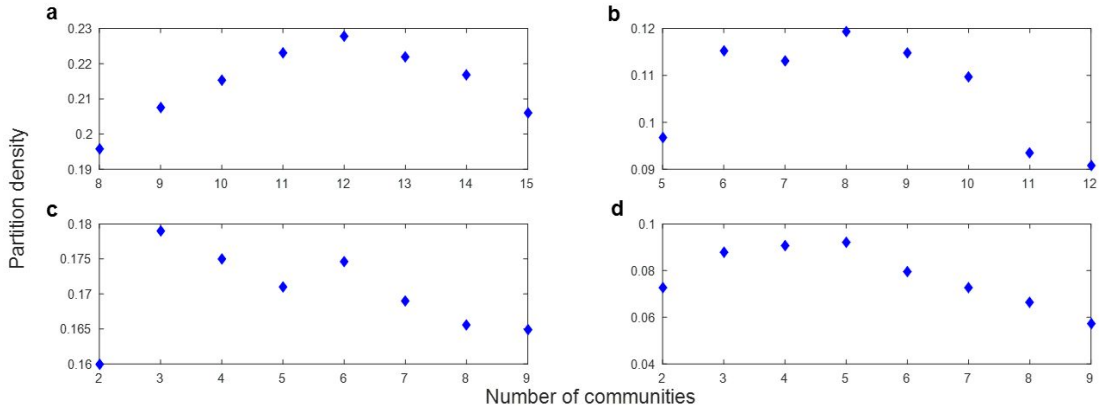 a
0.23
0.22
0.21
0.2
0.19
8 9 10 11 12 13 14 15
b
0.12
0.11
0.1
0.09
5 6 7 8 9 10 11 12
Partition density
c
0.18
0.175
0.17
0.165
0.16
2 3 4 5 6 7 8 9
d
0.1
0.08
0.06
0.04
2 3 4 5 6 7 8 9
Number of communities